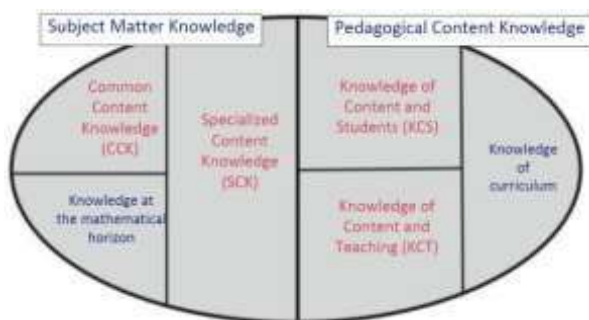 Subject Matter Knowledge
Pedagogical Content Knowledge
Common
Content
Knowledge
(CCK)
Knowledge at
the mathematical
horizon
Specialized
Content
Knowledge
(SCK)
Knowledge of
Content and
Students (KCS)
Knowledge of
Content and
Teaching (KCT)
Knowledge
of
curriculum